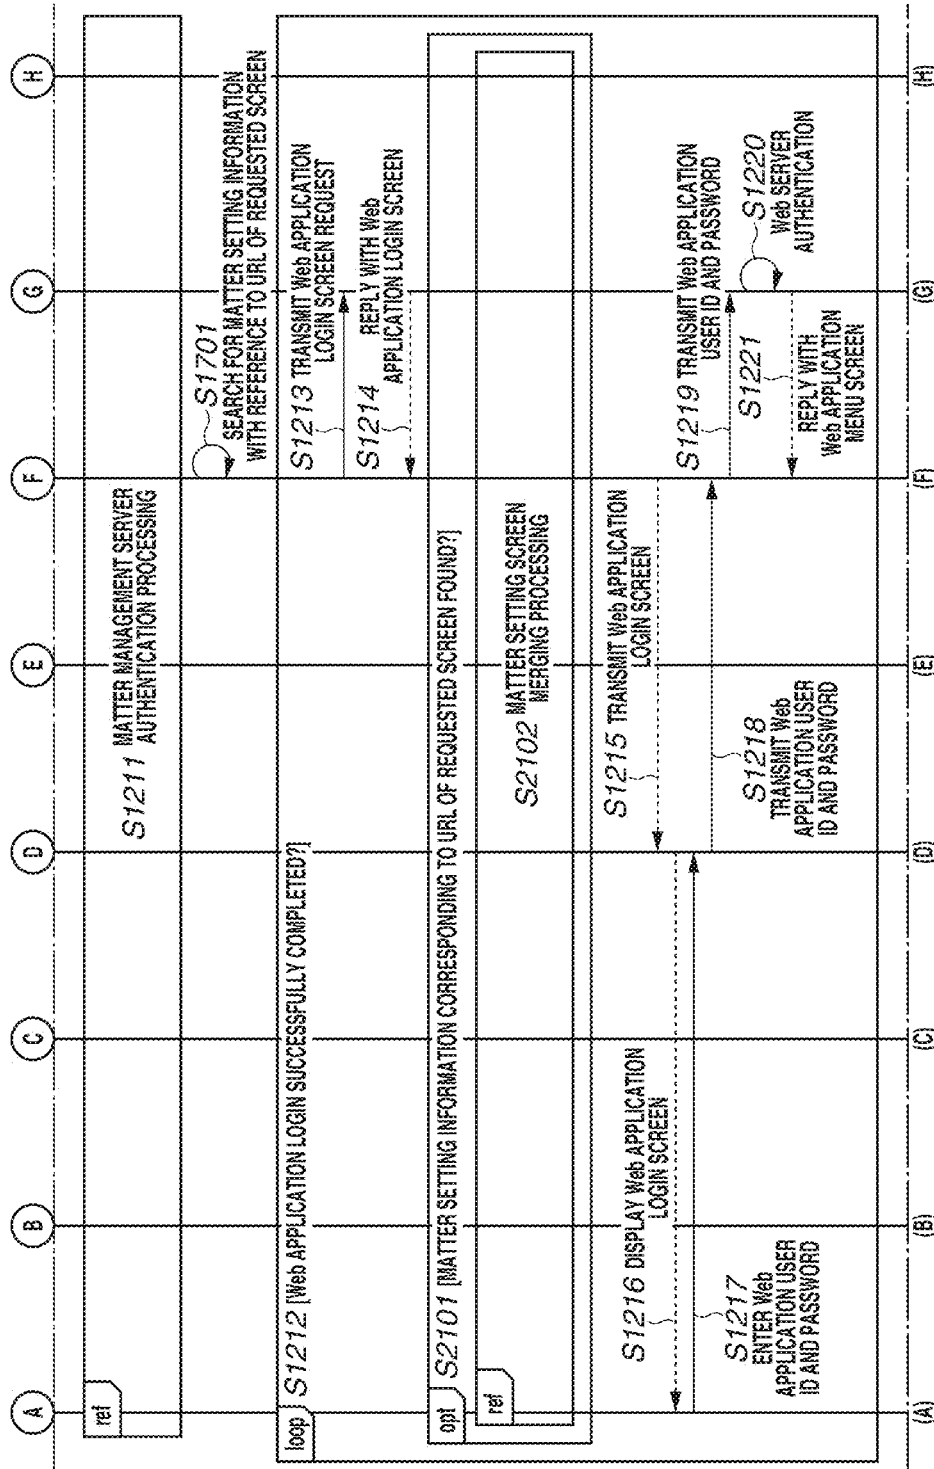 A
B
C
D
E
F
G
H
ref
S1211 MATTER MANAGEMENT SERVER
AUTHENTICATION PROCESSING
S1701
SEARCH FOR MATTER SETTING INFORMATION
WITH REFERENCE TO URL OF REQUESTED SCREEN
loop
S1212 [Web APPLICATION LOGIN SUCCESSFULLY COMPLETED?]
S1213 TRANSMIT Web APPLICATION
LOGIN SCREEN REQUEST
S1214 REPLY WITH Web
APPLICATION LOGIN SCREEN
opt
S2101 [MATTER SETTING INFORMATION CORRESPONDING TO URL OF REQUESTED SCREEN FOUND?]
ref
S2102 MATTER SETTING SCREEN
MERGING PROCESSING
S1215 TRANSMIT Web APPLICATION
LOGIN SCREEN
S1216 DISPLAY Web APPLICATION
LOGIN SCREEN
S1217
ENTER Web
APPLICATION USER
ID AND PASSWORD
S1218
TRANSMIT Web
APPLICATION USER
ID AND PASSWORD
S1219 TRANSMIT Web APPLICATION
USER ID AND PASSWORD
S1220
Web SERVER
AUTHENTICATION
S1221
REPLY WITH
Web APPLICATION
MENU SCREEN
(A)
(B)
(C)
(D)
(E)
(F)
(G)
(H)